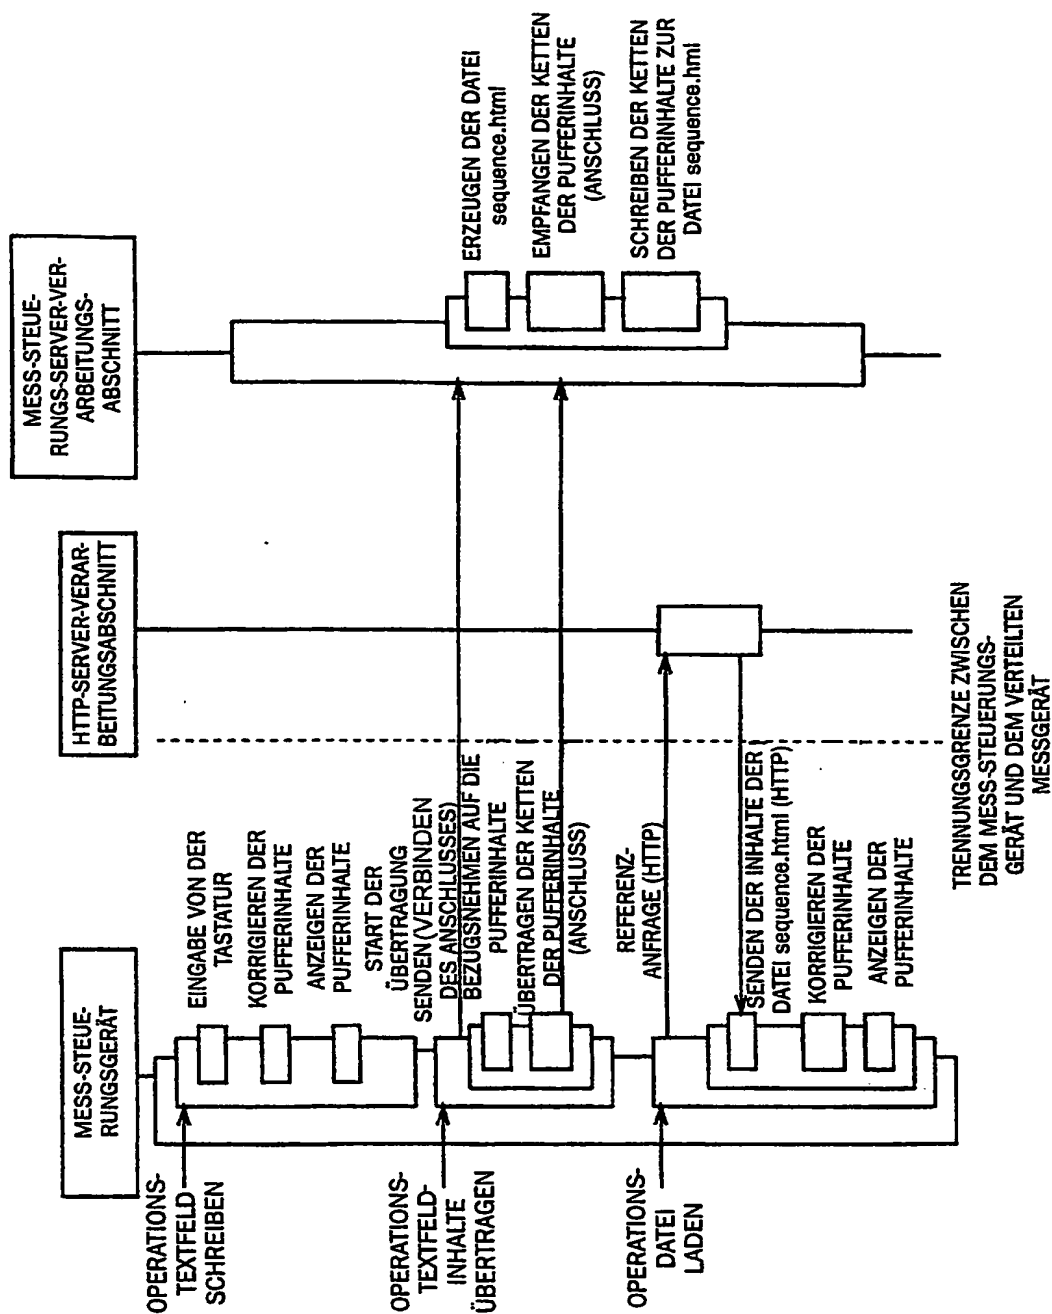 MESS-STEUE-
RUNGSGERÄT
HTTP-SERVER-VERAR-
BEITUNGSABSCHNITT
MESS-STEUE-
RUNGS-SERVER-VER-
ARBEITUNGS-
ABSCHNITT
OPERATIONS-
TEXTFELD
SCHREIBEN
EINGABE VON DER
TASTATUR
KORRIGIEREN DER
PUFFERINHALTE
ANZEIGEN DER
PUFFERINHALTE
START DER
ÜBERTRAGUNG
SENDEN (VERBINDEN
DES ANSCHLUSSES)
OPERATIONS-
TEXTFELD-
INHALTE
ÜBERTRAGEN
BEZUGSNEHMEN AUF DIE
PUFFERINHALTE
ÜBERTRAGEN DER KETTEN
DER PUFFERINHALTE
(ANSCHLUSS)
ERZEUGEN DER DATEI
sequence.html
EMPFANGEN DER KETTEN
DER PUFFERINHALTE
(ANSCHLUSS)
SCHREIBEN DER KETTEN
DER PUFFERINHALTE ZUR
DATEI sequence.hml
OPERATIONS-
DATEI
LADEN
REFERENZ-
ANFRAGE (HTTP)
SENDEN DER INHALTE DER
DATEI sequence.html (HTTP)
KORRIGIEREN DER
PUFFERINHALTE
ANZEIGEN DER
PUFFERINHALTE
TRENNUNGSGRENZE ZWISCHEN
DEM MESS-STEUERUNGS-
GERÄT UND DEM VERTEILTEN
MESSGERÄT